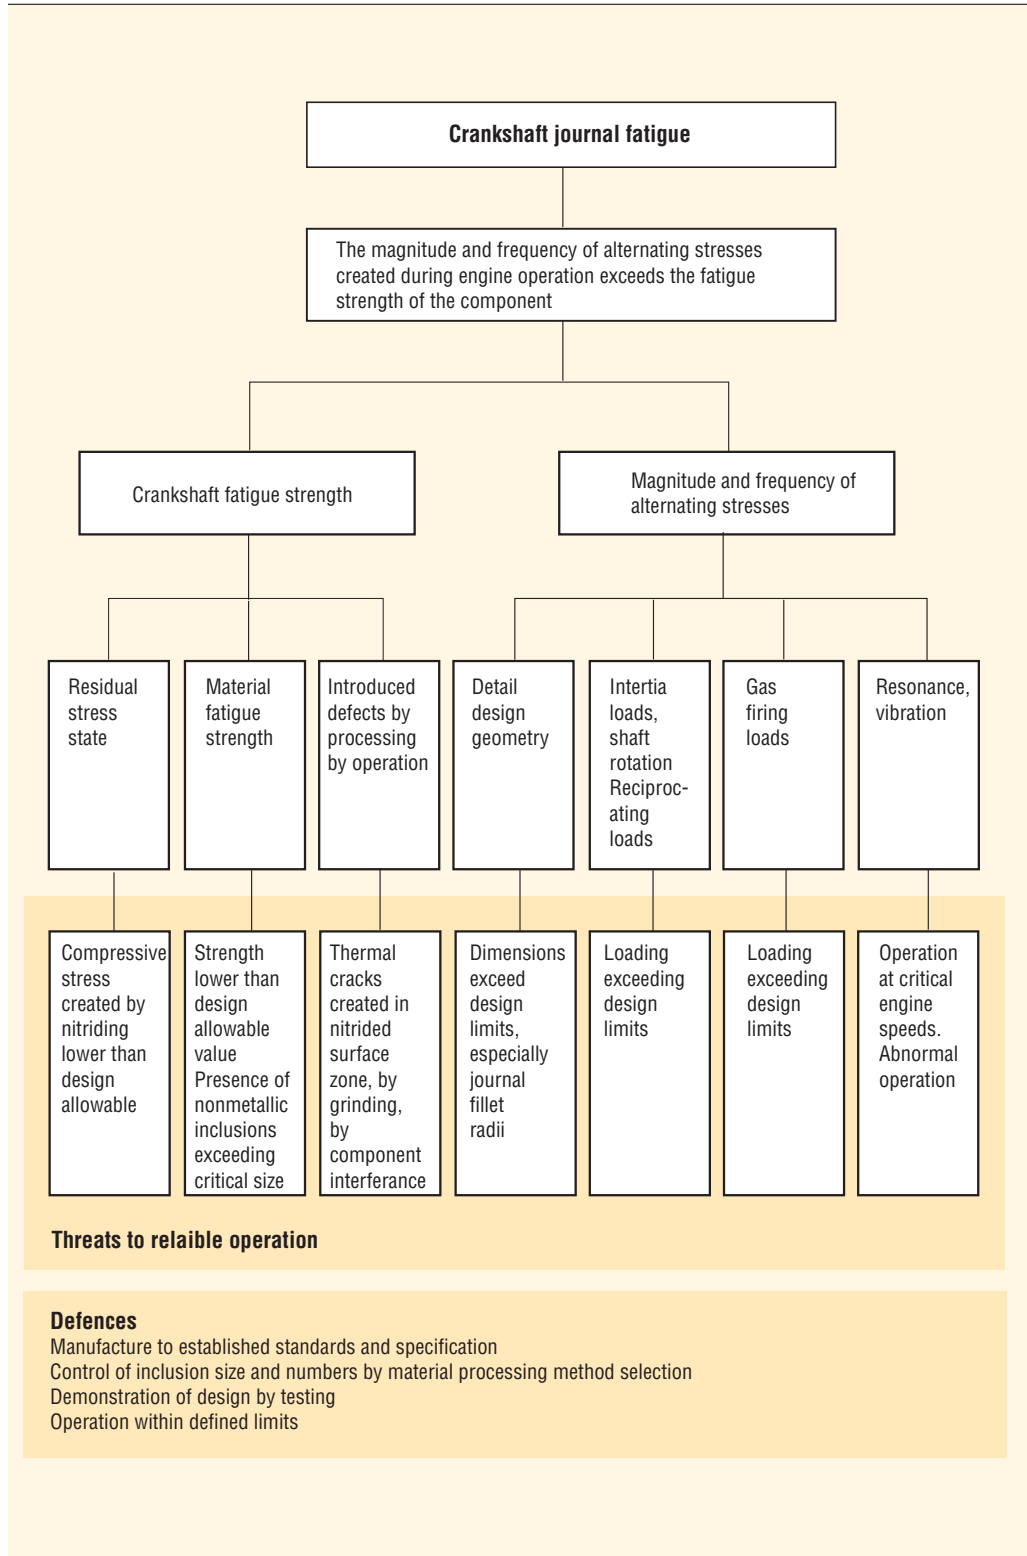 Crankshaft journal fatigue
The magnitude and frequency of alternating stresses
created during engine operation exceeds the fatigue
strength of the component
Crankshaft fatigue strength
Magnitude and frequency of
alternating stresses
Residual
stress
state
Material
fatigue
strength
Introduced
defects by
processing
by operation
Detail
design
geometry
Intertia
loads,
shaft
rotation
Reciproc-
ating
loads
Gas
firing
loads
Resonance,
vibration
Compressive
stress
created by
nitriding
lower than
design
allowable
Strength
lower than
design
allowable
value
Presence of
nonmetallic
inclusions
exceeding
critical size
Thermal
cracks
created in
nitrided
surface
zone, by
grinding,
by
component
interferance
Dimensions
exceed
design
limits,
especially
journal
fillet
radii
Loading
exceeding
design
limits
Loading
exceeding
design
limits
Operation
at critical
engine
speeds.
Abnormal
operation
Threats to relaible operation
Defences
Manufacture to established standards and specification
Control of inclusion size and numbers by material processing method selection
Demonstration of design by testing
Operation within defined limits